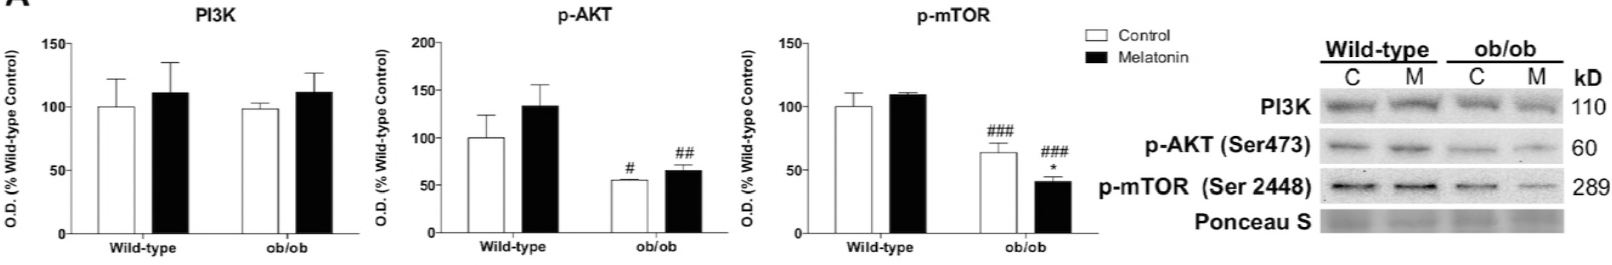 A
PI3K
O.D. (% Wild-type Control)
150
100
50
0
Wild-type ob/ob
p-AKT
O.D. (% Wild-type Control)
200
150
100
50
0
# ##
Wild-type ob/ob
p-mTOR
O.D. (% Wild-type Control)
150
100
50
0
### ###
*
Wild-type ob/ob
Control
Melatonin
Wild-type ob/ob
C M C M kD
PI3K 110
p-AKT (Ser473) 60
p-mTOR (Ser 2448) 289
Ponceau S